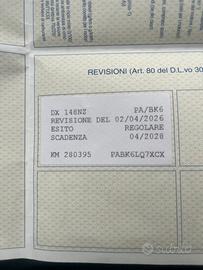 REVISIONI (Art. 80 del D.L.vo 30
DX 148NZ PA/BK6
REVISIONE DEL 02/04/2026
ESITO REGOLARE
SCADENZA 04/2028
KM 280395 PABK6LQ7XCX
subito